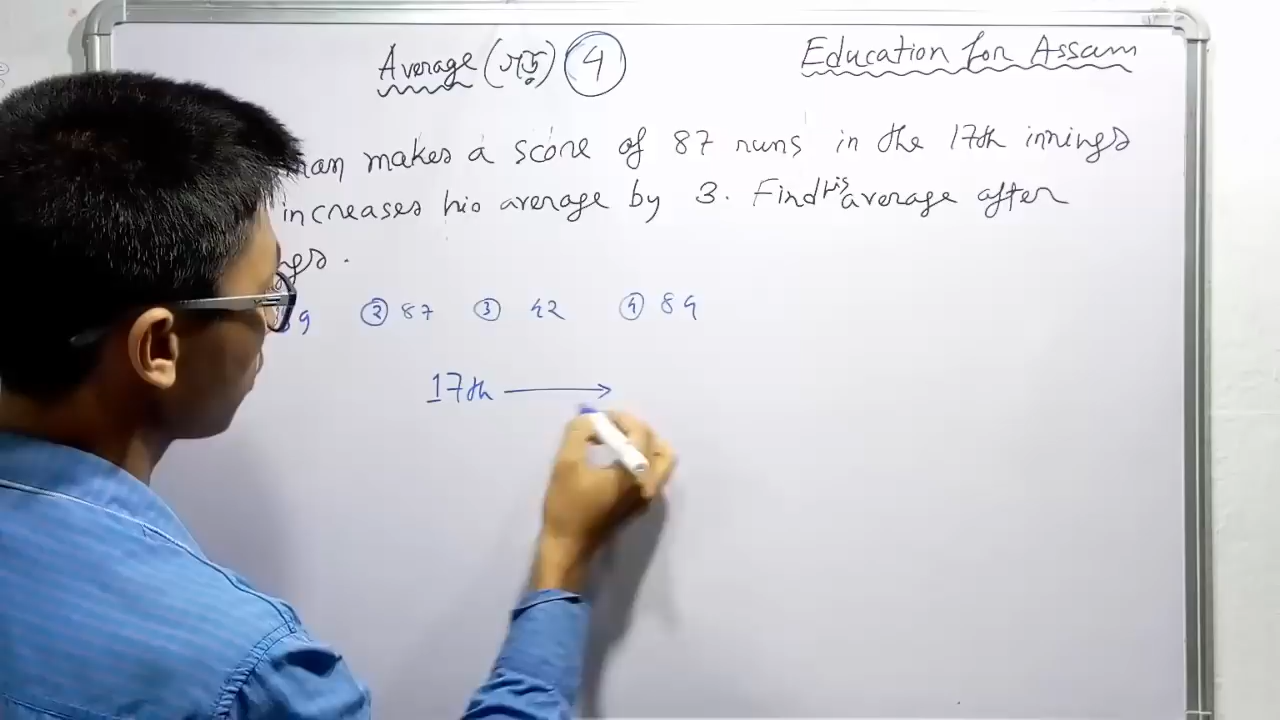 Average (গড়) 4 Education for Assam
makes a score of 87 runs in the 17th innings
increases his average by 3. Find his average after
.
9 ② 87 ③ 42 ④ 89
17th →